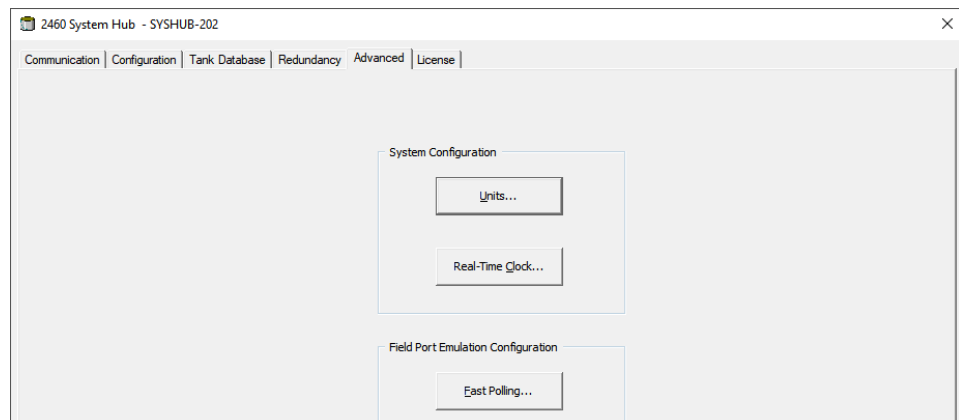 2460 System Hub - SYSHUB-202
Communication Configuration Tank Database Redundancy Advanced License
System Configuration
Units...
Real-Time Clock...
Field Port Emulation Configuration
Fast Polling...